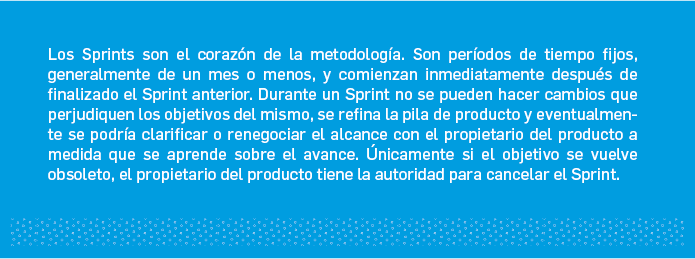 Los Sprints son el corazón de la metodología. Son períodos de tiempo fijos,
generalmente de un mes o menos, y comienzan inmediatamente después de
finalizado el Sprint anterior. Durante un Sprint no se pueden hacer cambios que
perjudiquen los objetivos del mismo, se refina la pila de producto y eventualmen-
te se podría clarificar o renegociar el alcance con el propietario del producto a
medida que se aprende sobre el avance. Únicamente si el objetivo se vuelve
obsoleto, el propietario del producto tiene la autoridad para cancelar el Sprint.